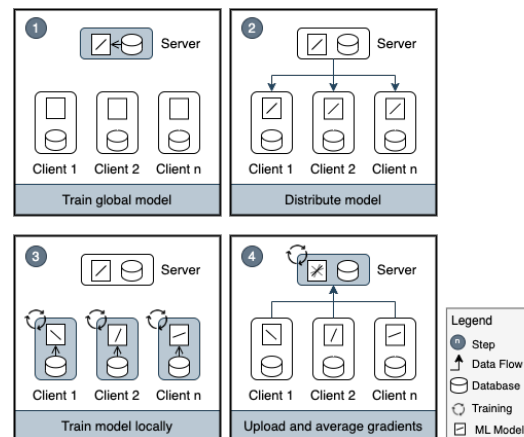 1
Server
Client 1 Client 2 Client n
Train global model
2
Server
Client 1 Client 2 Client n
Distribute model
3
Server
Client 1 Client 2 Client n
Train model locally
4
Server
Client 1 Client 2 Client n
Upload and average gradients
Legend
n Step
Data Flow
Database
Training
ML Model